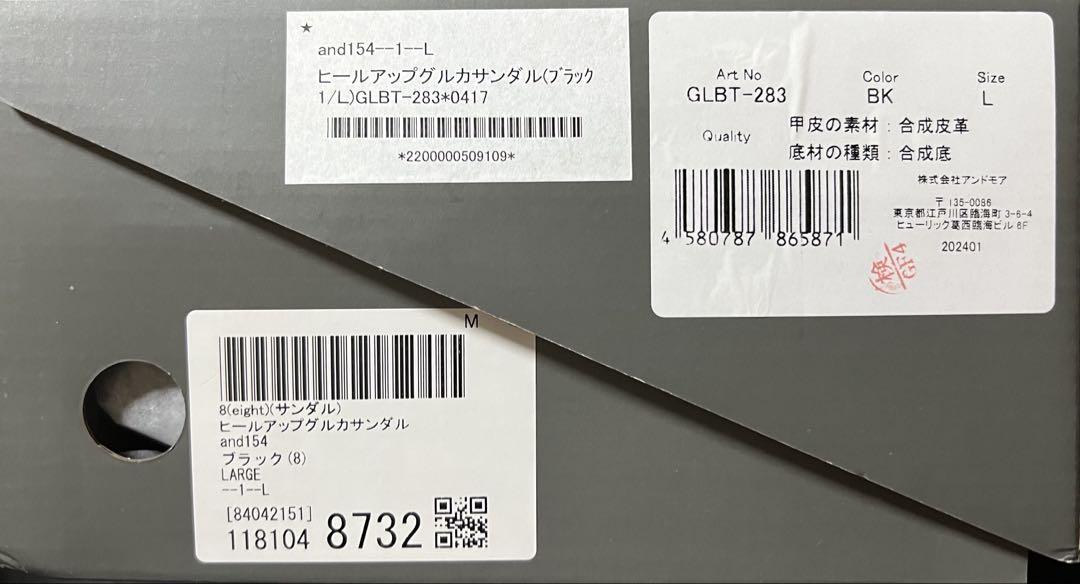 ★
and154--1--L
ヒールアップグルカサンダル(ﾌﾞﾗｯｸ
1/L)GLBT-283*0417
*2200000509109*
Art No Color Size
GLBT-283 BK L
Quality
甲皮の素材：合成皮革
底材の種類：合成底
株式会社アンドモア
〒135-0086
東京都江戸川区臨海町3-6-4
ヒューリック葛西臨海ビル6F
202401
4 580787 865871
検
GF4
M
8(eight)(サンダル)
ヒールアップグルカサンダル
and154
ブラック(8)
LARGE
--1--L
[84042151]
118104 8732